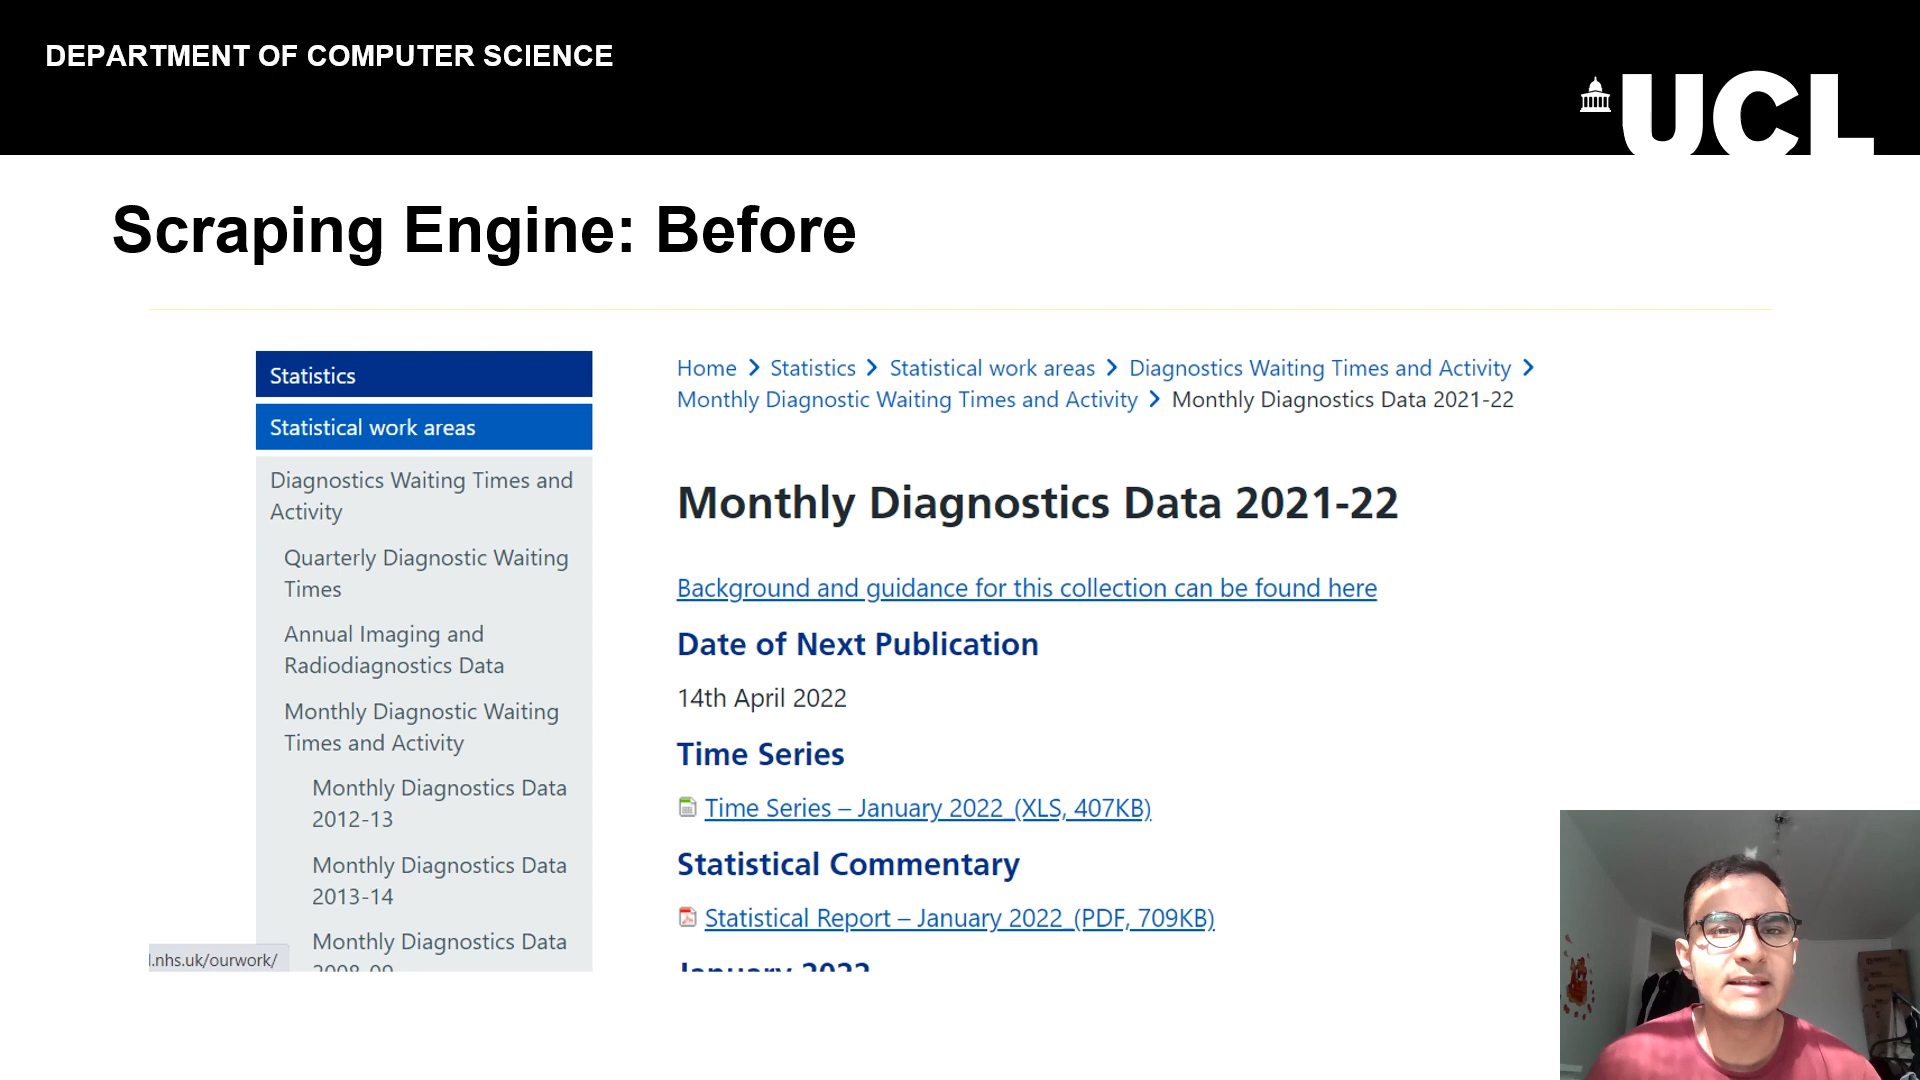 DEPARTMENT OF COMPUTER SCIENCE
UCL
Scraping Engine: Before
Statistics
Statistical work areas
Diagnostics Waiting Times and
Activity
Quarterly Diagnostic Waiting
Times
Annual Imaging and
Radiodiagnostics Data
Monthly Diagnostic Waiting
Times and Activity
Monthly Diagnostics Data
2012-13
Monthly Diagnostics Data
2013-14
Monthly Diagnostics Data
2008-09
.nhs.uk/ourwork/
Home > Statistics > Statistical work areas > Diagnostics Waiting Times and Activity >
Monthly Diagnostic Waiting Times and Activity > Monthly Diagnostics Data 2021-22
Monthly Diagnostics Data 2021-22
Background and guidance for this collection can be found here
Date of Next Publication
14th April 2022
Time Series
Time Series – January 2022 (XLS, 407KB)
Statistical Commentary
Statistical Report – January 2022 (PDF, 709KB)
January 2022